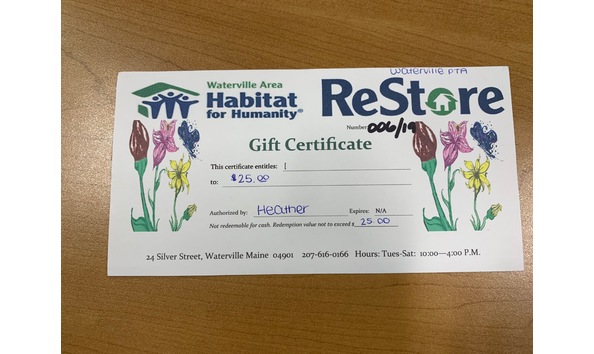 Waterville PTA
Waterville Area
Habitat for Humanity®
ReStore
Number 006/19
Gift Certificate
This certificate entitles:
to: $25.00
Authorized by: Heather Expires: N/A
Not redeemable for cash. Redemption value not to exceed $ 25.00
24 Silver Street, Waterville Maine 04901 207-616-0166 Hours: Tues-Sat: 10:00—4:00 P.M.